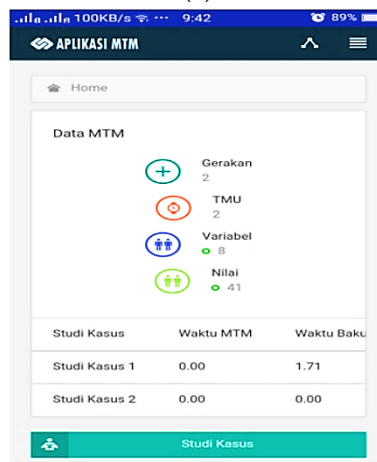 100KB/s ... 9:42 89%
APLIKASI MTM
Home
Data MTM
Gerakan
2
TMU
2
Variabel
8
Nilai
41
Studi Kasus Waktu MTM Waktu Baku
Studi Kasus 1 0.00 1.71
Studi Kasus 2 0.00 0.00
Studi Kasus